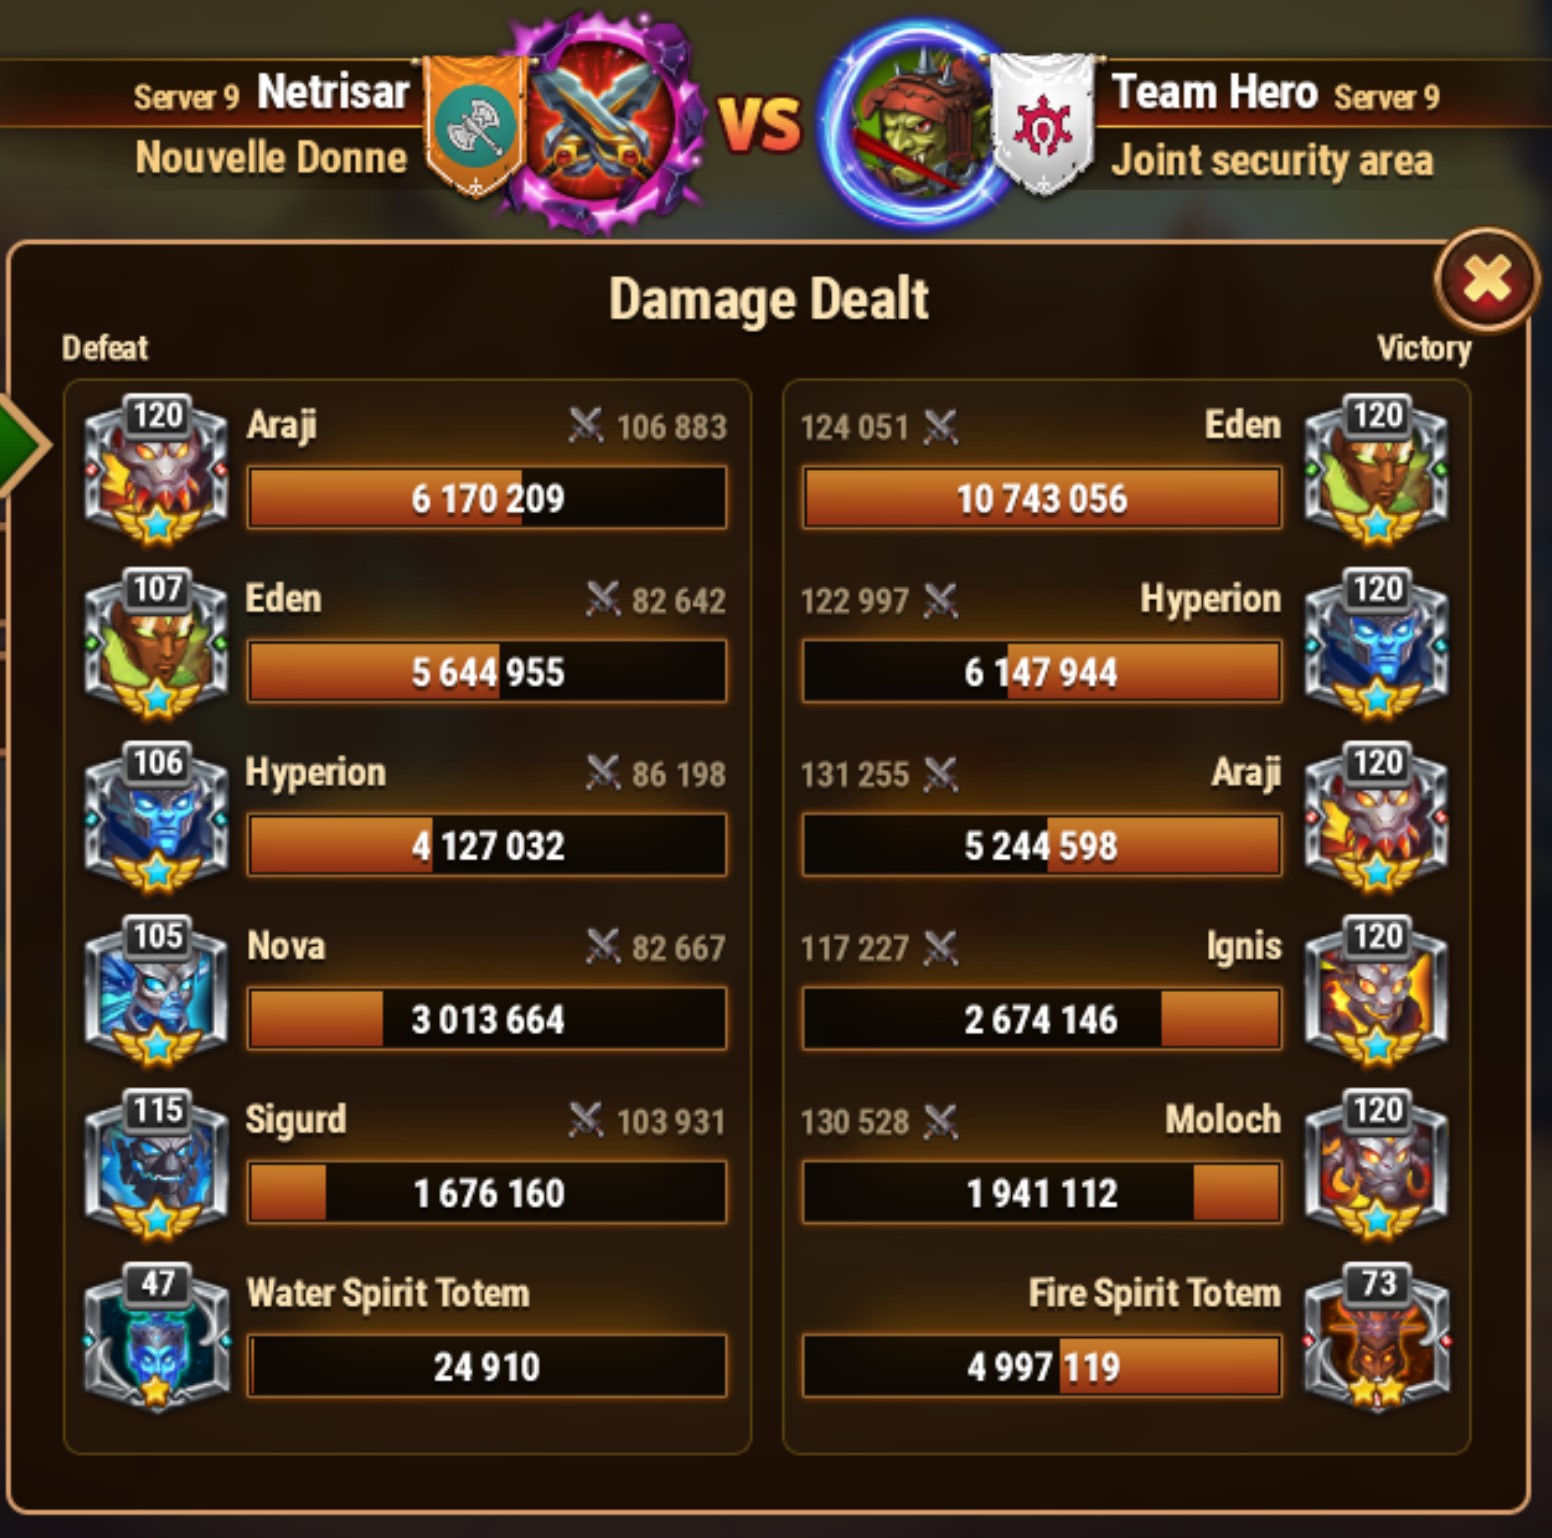 Server 9 Netrisar VS Team Hero Server 9
Nouvelle Donne Joint security area
Damage Dealt
Defeat Victory
120 Araji 106 883
6 170 209
124 051 Eden 120
10 743 056
107 Eden 82 642
5 644 955
122 997 Hyperion 120
6 147 944
106 Hyperion 86 198
4 127 032
131 255 Araji 120
5 244 598
105 Nova 82 667
3 013 664
117 227 Ignis 120
2 674 146
115 Sigurd 103 931
1 676 160
130 528 Moloch 120
1 941 112
47 Water Spirit Totem
24 910
Fire Spirit Totem 73
4 997 119